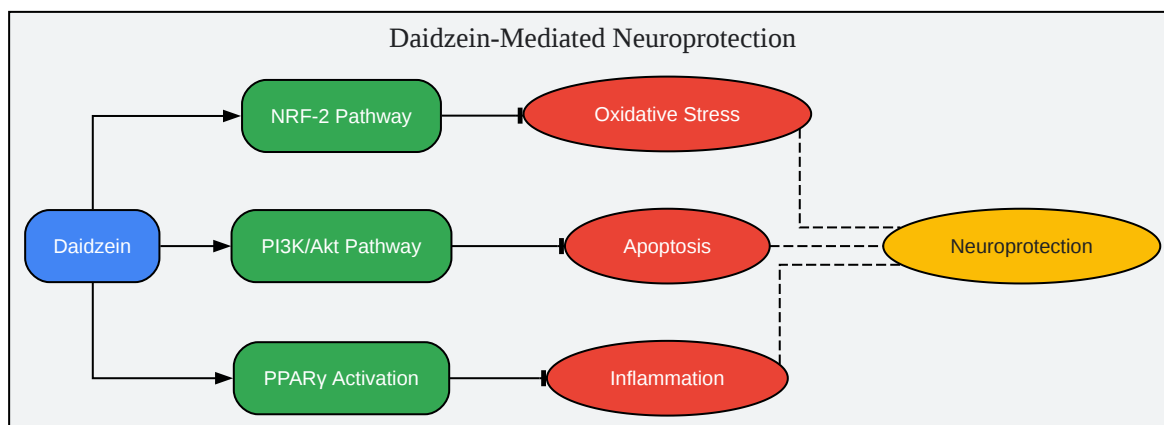 Daidzein-Mediated Neuroprotection
NRF-2 Pathway
Oxidative Stress
Daidzein
PI3K/Akt Pathway
Apoptosis
Neuroprotection
PPARγ Activation
Inflammation